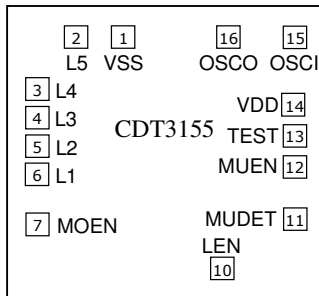 2 1 16 15
L5 VSS OSCO OSCI
3 L4
VDD 14
4 L3
CDT3155
TEST 13
5 L2
MUEN 12
6 L1
7 MOEN
MUDET 11
LEN
10